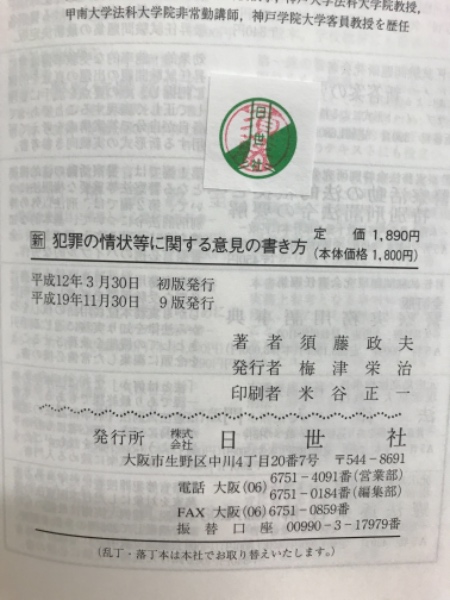 甲南大学法科大学院非常勤講師，神戸学院大学客員教授を歴任
日世社
新 犯罪の情状等に関する意見の書き方 定 価 1,890円
(本体価格 1,800円)
平成12年3月30日 初版発行
平成19年11月30日 9版発行
著 者 須 藤 政 夫
発行者 梅 津 栄 治
印刷者 米 谷 正 一
発行所 株式会社 日 世 社
大阪市生野区中川4丁目20番7号 〒544-8691
電話 大阪(06) 6751-4091番(営業部)
6751-0184番(編集部)
FAX 大阪(06) 6751-0859番
振 替 口 座 00990-3-17979番
(乱丁・落丁本は本社でお取り替えいたします。)